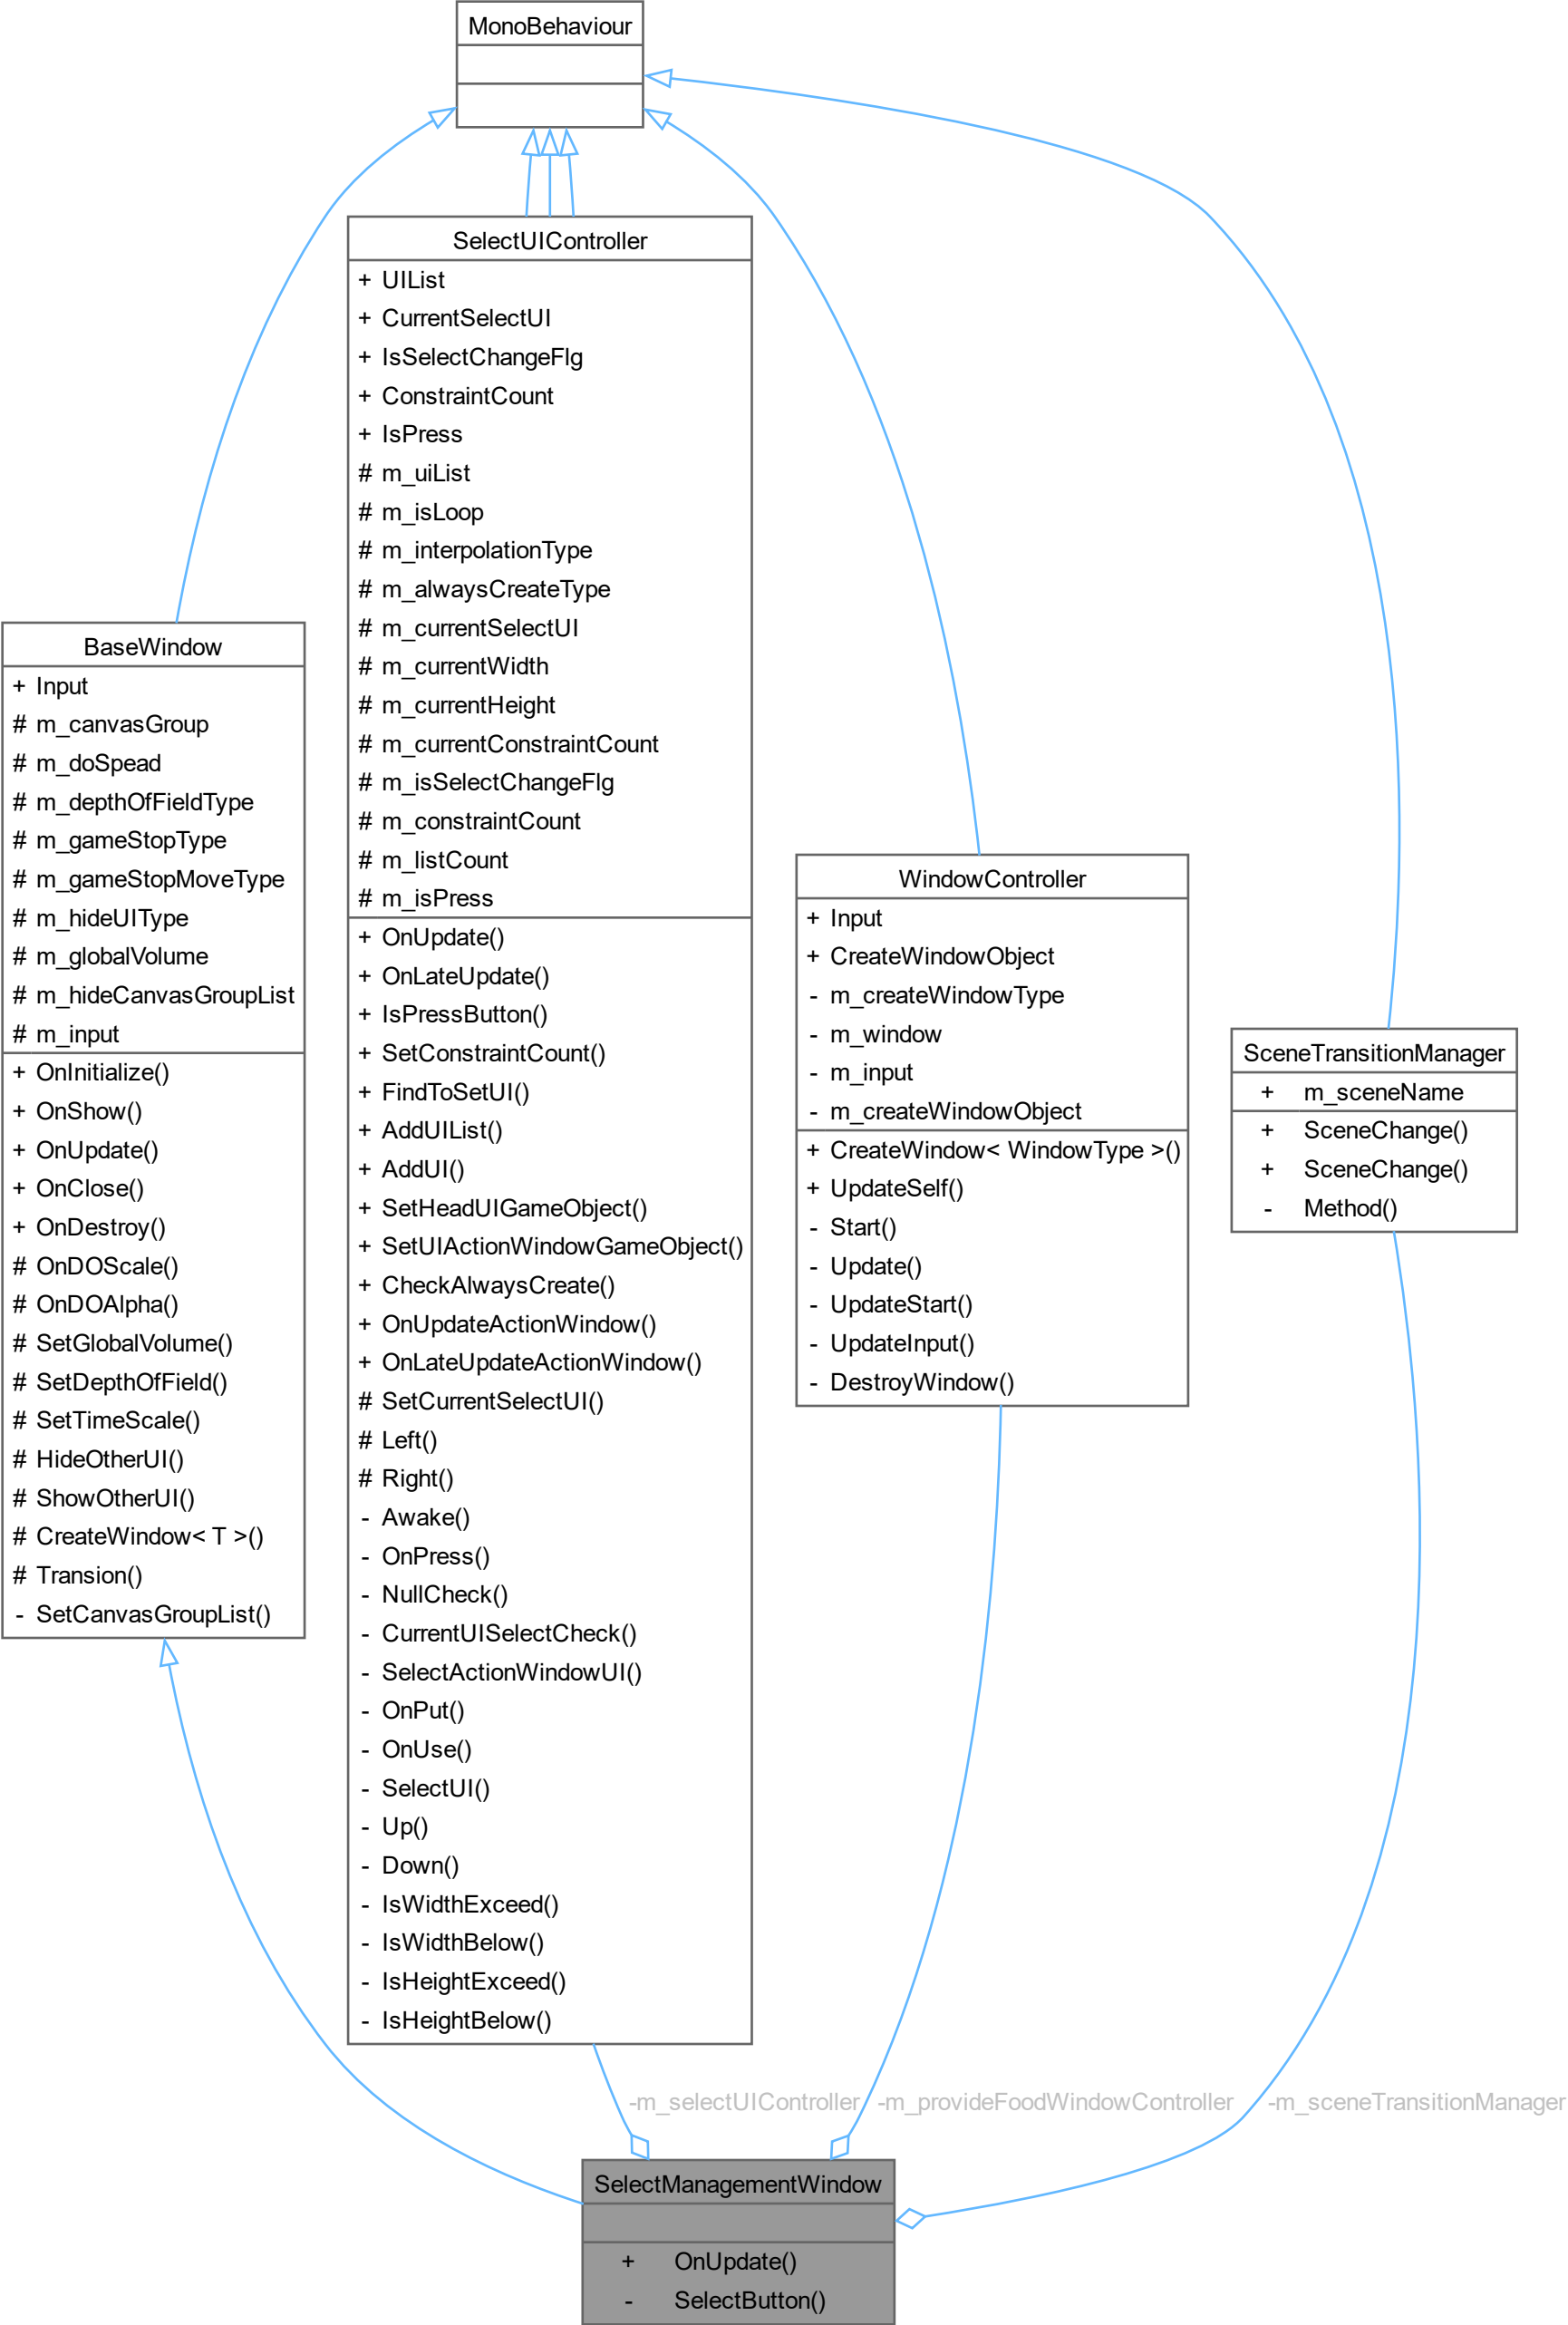 MonoBehaviour
SelectUIController
+ UIList
+ CurrentSelectUI
+ IsSelectChangeFlg
+ ConstraintCount
+ IsPress
# m_uiList
# m_isLoop
# m_interpolationType
# m_alwaysCreateType
# m_currentSelectUI
# m_currentWidth
# m_currentHeight
# m_currentConstraintCount
# m_isSelectChangeFlg
# m_constraintCount
# m_listCount
# m_isPress
+ OnUpdate()
+ OnLateUpdate()
+ IsPressButton()
+ SetConstraintCount()
+ FindToSetUI()
+ AddUIList()
+ AddUI()
+ SetHeadUIGameObject()
+ SetUIActionWindowGameObject()
+ CheckAlwaysCreate()
+ OnUpdateActionWindow()
+ OnLateUpdateActionWindow()
# SetCurrentSelectUI()
# Left()
# Right()
- Awake()
- OnPress()
- NullCheck()
- CurrentUISelectCheck()
- SelectActionWindowUI()
- OnPut()
- OnUse()
- SelectUI()
- Up()
- Down()
- IsWidthExceed()
- IsWidthBelow()
- IsHeightExceed()
- IsHeightBelow()
BaseWindow
+ Input
# m_canvasGroup
# m_doSpead
# m_depthOfFieldType
# m_gameStopType
# m_gameStopMoveType
# m_hideUIType
# m_globalVolume
# m_hideCanvasGroupList
# m_input
+ OnInitialize()
+ OnShow()
+ OnUpdate()
+ OnClose()
+ OnDestroy()
# OnDOScale()
# OnDOAlpha()
# SetGlobalVolume()
# SetDepthOfField()
# SetTimeScale()
# HideOtherUI()
# ShowOtherUI()
# CreateWindow< T >()
# Transion()
- SetCanvasGroupList()
WindowController
+ Input
+ CreateWindowObject
- m_createWindowType
- m_window
- m_input
- m_createWindowObject
+ CreateWindow< WindowType >()
+ UpdateSelf()
- Start()
- Update()
- UpdateStart()
- UpdateInput()
- DestroyWindow()
SceneTransitionManager
+ m_sceneName
+ SceneChange()
+ SceneChange()
- Method()
-m_selectUIController
-m_provideFoodWindowController
-m_sceneTransitionManager
SelectManagementWindow
+ OnUpdate()
- SelectButton()